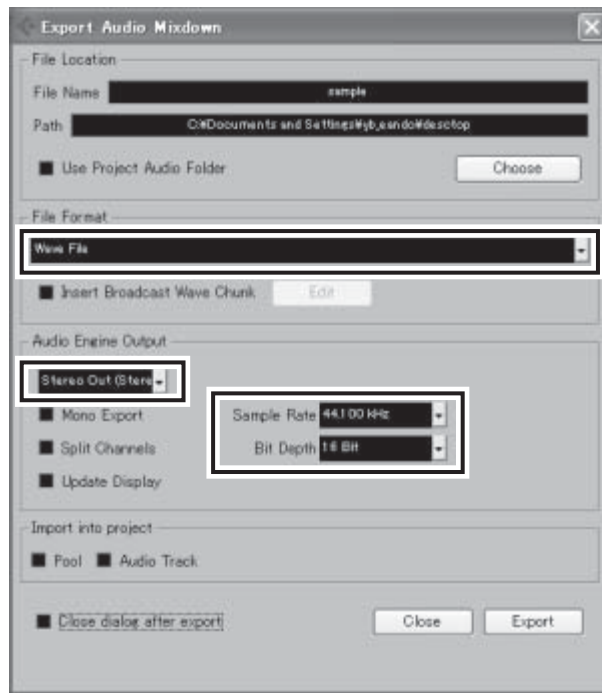 Export Audio Mixdown
File Location
File Name sample
Path C:¥Documents and Settings¥yb_eando¥desctop
Use Project Audio Folder Choose
File Format
Wave File
Insert Broadcast Wave Chunk Edit
Audio Engine Output
Stereo Out (Stere
Mono Export Sample Rate 44.100 kHz
Split Channels Bit Depth 16 Bit
Update Display
Import into project
Pool Audio Track
Close dialog after export Close Export